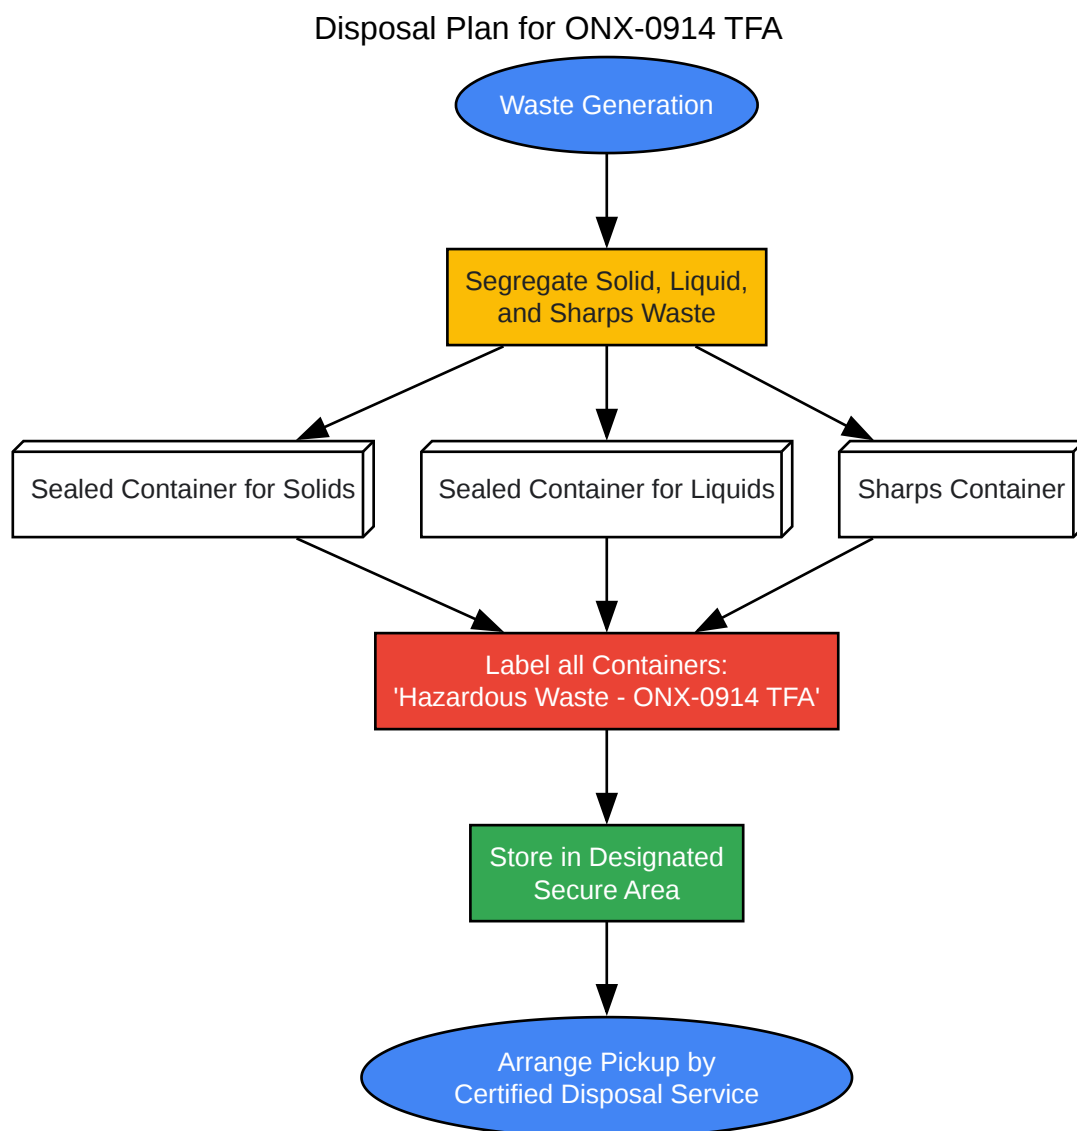 Disposal Plan for ONX-0914 TFA
Waste Generation
Segregate Solid, Liquid,
and Sharps Waste
Sealed Container for Solids
Sealed Container for Liquids
Sharps Container
Label all Containers:
'Hazardous Waste - ONX-0914 TFA'
Store in Designated
Secure Area
Arrange Pickup by
Certified Disposal Service